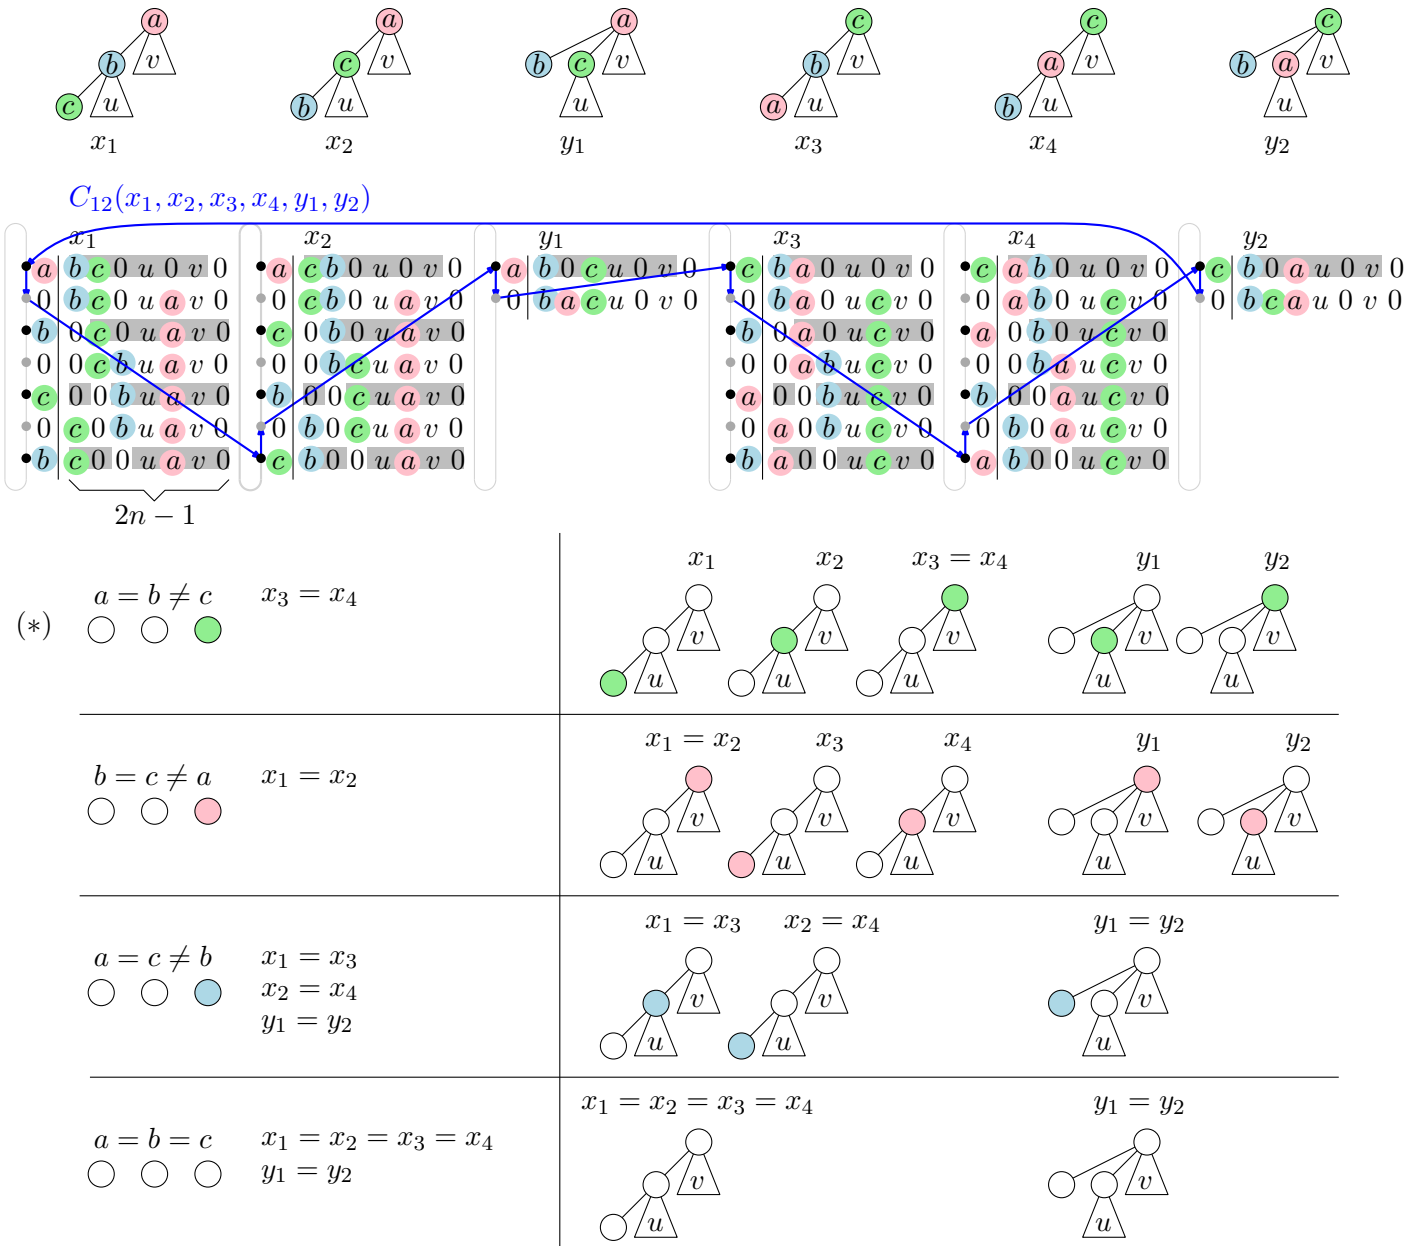 a a a c c c
b v c v b c v b v a v b a v
c u b u u a u b u u
x₁ x₂ y₁ x₃ x₄ y₂
C₁₂(x₁, x₂, x₃, x₄, y₁, y₂)
x₁ x₂ y₁ x₃ x₄ y₂
a b c 0 u 0 v 0 a c b 0 u 0 v 0 a b 0 c u 0 v 0 c b a 0 u 0 v 0 c a b 0 u 0 v 0 c b 0 a u 0 v 0
0 b c 0 u a v 0 0 c b 0 u a v 0 0 b a c u 0 v 0 0 b a 0 u c v 0 0 a b 0 u c v 0 0 b c a u 0 v 0
b 0 c 0 u a v 0 c 0 b 0 u a v 0 b 0 a 0 u c v 0 a 0 b 0 u c v 0
0 0 c b u a v 0 0 0 b c u a v 0 0 0 a b u c v 0 0 0 b a u c v 0
c 0 0 b u a v 0 b 0 0 c u a v 0 a 0 0 b u c v 0 b 0 0 a u c v 0
0 c 0 b u a v 0 0 b 0 c u a v 0 0 a 0 b u c v 0 0 b 0 a u c v 0
b c 0 0 u a v 0 c b 0 0 u a v 0 b a 0 0 u c v 0 a b 0 0 u c v 0
2n − 1
x₁ x₂ x₃ = x₄ y₁ y₂
(∗) a = b ≠ c x₃ = x₄
v v v v v
u u u u u
x₁ = x₂ x₃ x₄ y₁ y₂
b = c ≠ a x₁ = x₂
v v v v v
u u u u u
x₁ = x₃ x₂ = x₄ y₁ = y₂
a = c ≠ b x₁ = x₃
x₂ = x₄
y₁ = y₂
v v v
u u u
x₁ = x₂ = x₃ = x₄ y₁ = y₂
a = b = c x₁ = x₂ = x₃ = x₄
y₁ = y₂
v v
u u